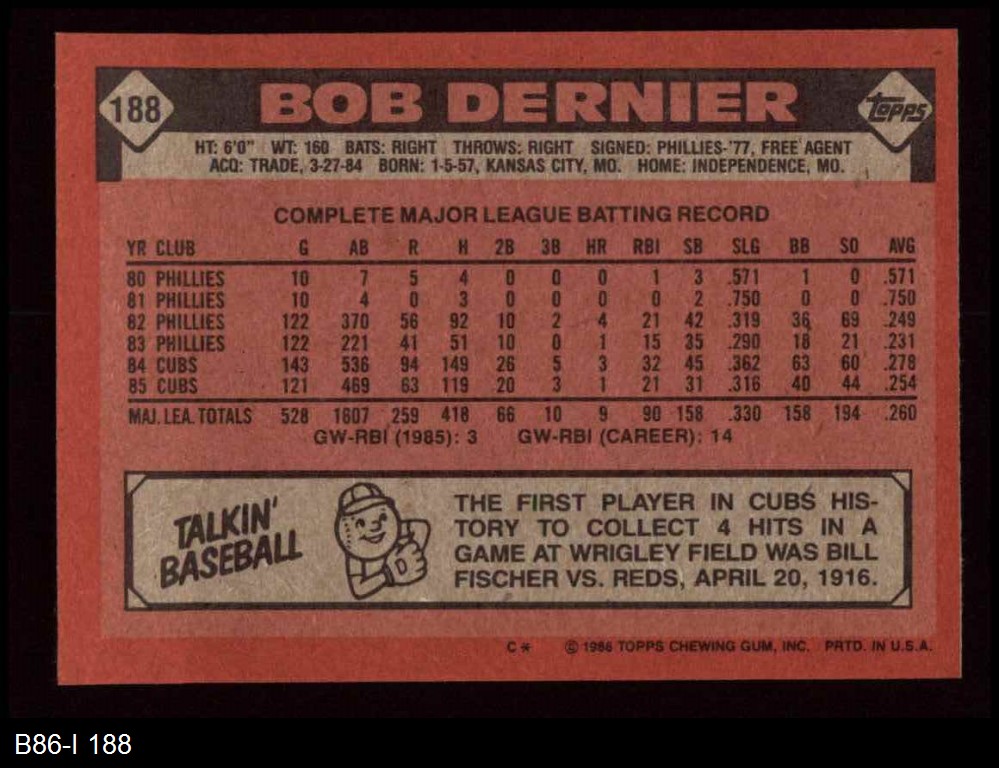 188
BOB DERNIER
topps
HT: 6'0" WT: 160 BATS: RIGHT THROWS: RIGHT SIGNED: PHILLIES-'77, FREE AGENT
ACQ: TRADE, 3-27-84 BORN: 1-5-57, KANSAS CITY, MO. HOME: INDEPENDENCE, MO.
COMPLETE MAJOR LEAGUE BATTING RECORD
YR CLUB G AB R H 2B 3B HR RBI SB SLG BB SO AVG
80 PHILLIES 10 7 5 4 0 0 0 1 3 .571 1 0 .571
81 PHILLIES 10 4 0 3 0 0 0 0 2 .750 0 0 .750
82 PHILLIES 122 370 56 92 10 2 4 21 42 .319 36 69 .249
83 PHILLIES 122 221 41 51 10 0 1 15 35 .290 18 21 .231
84 CUBS 143 536 94 149 26 5 3 32 45 .362 63 60 .278
85 CUBS 121 469 63 119 20 3 1 21 31 .316 40 44 .254
MAJ. LEA. TOTALS 528 1607 259 418 66 10 9 90 158 .330 158 194 .260
GW-RBI (1985): 3 GW-RBI (CAREER): 14
TALKIN'
BASEBALL
THE FIRST PLAYER IN CUBS HIS-
TORY TO COLLECT 4 HITS IN A
GAME AT WRIGLEY FIELD WAS BILL
FISCHER VS. REDS, APRIL 20, 1916.
C* © 1986 TOPPS CHEWING GUM, INC. PRTD. IN U.S.A.
B86-I 188